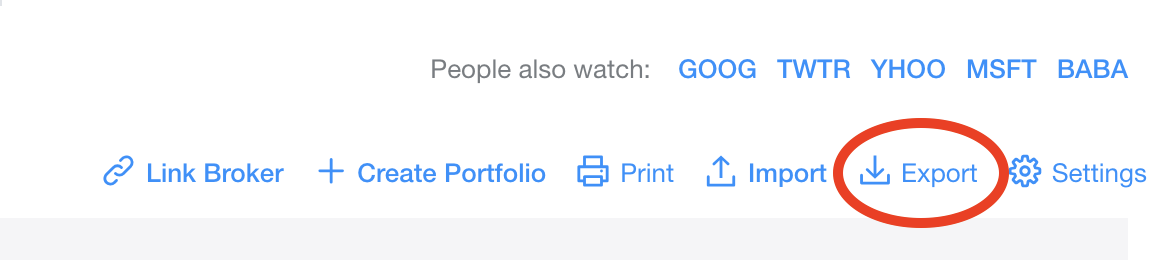 People also watch: GOOG TWTR YHOO MSFT BABA
Link Broker Create Portfolio Print Import Export Settings